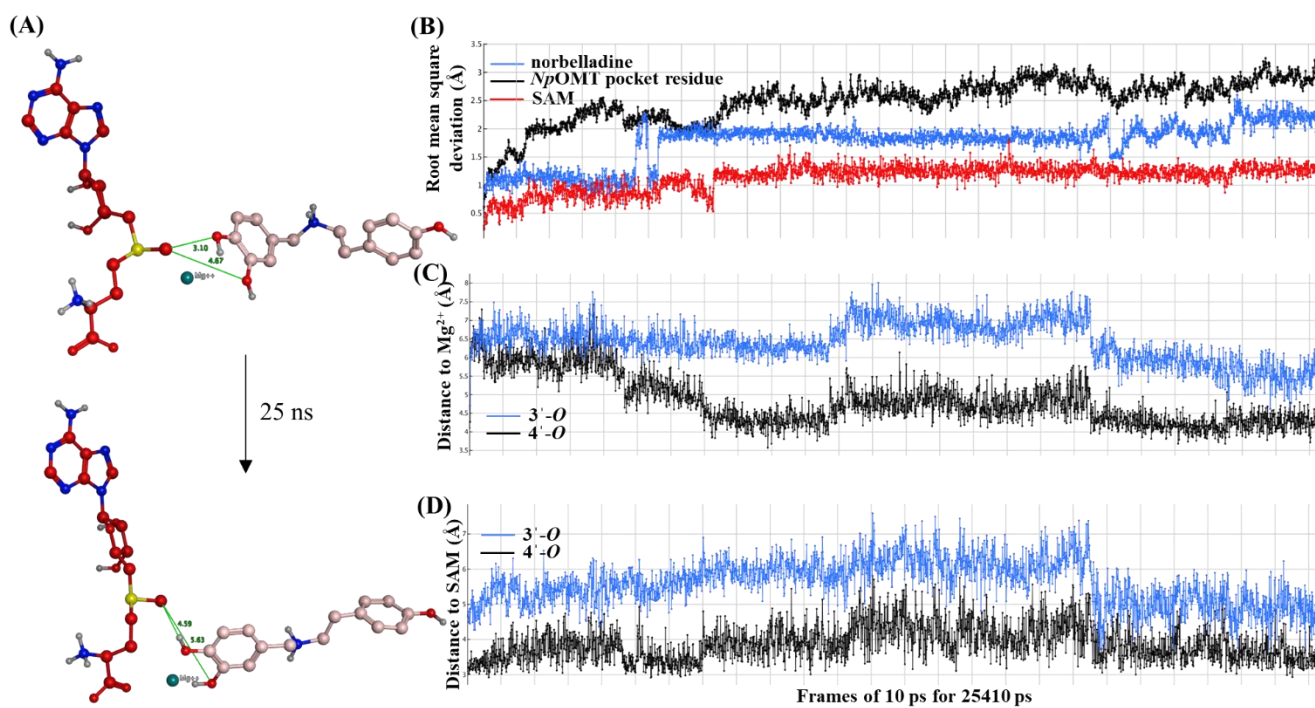 (A)
3.10
4.67
Mg++
25 ns
4.59
5.63
Mg++
(B)
Root mean square
deviation (Å)
3.5
3
2.5
2
1.5
1
0.5
norbelladine
NpOMT pocket residue
SAM
(C)
Distance to Mg²⁺ (Å)
8
7.5
7
6.5
6
5.5
5
4.5
4
3.5
3'-O
4'-O
(D)
Distance to SAM (Å)
7
6
5
4
3
3'-O
4'-O
Frames of 10 ps for 25410 ps